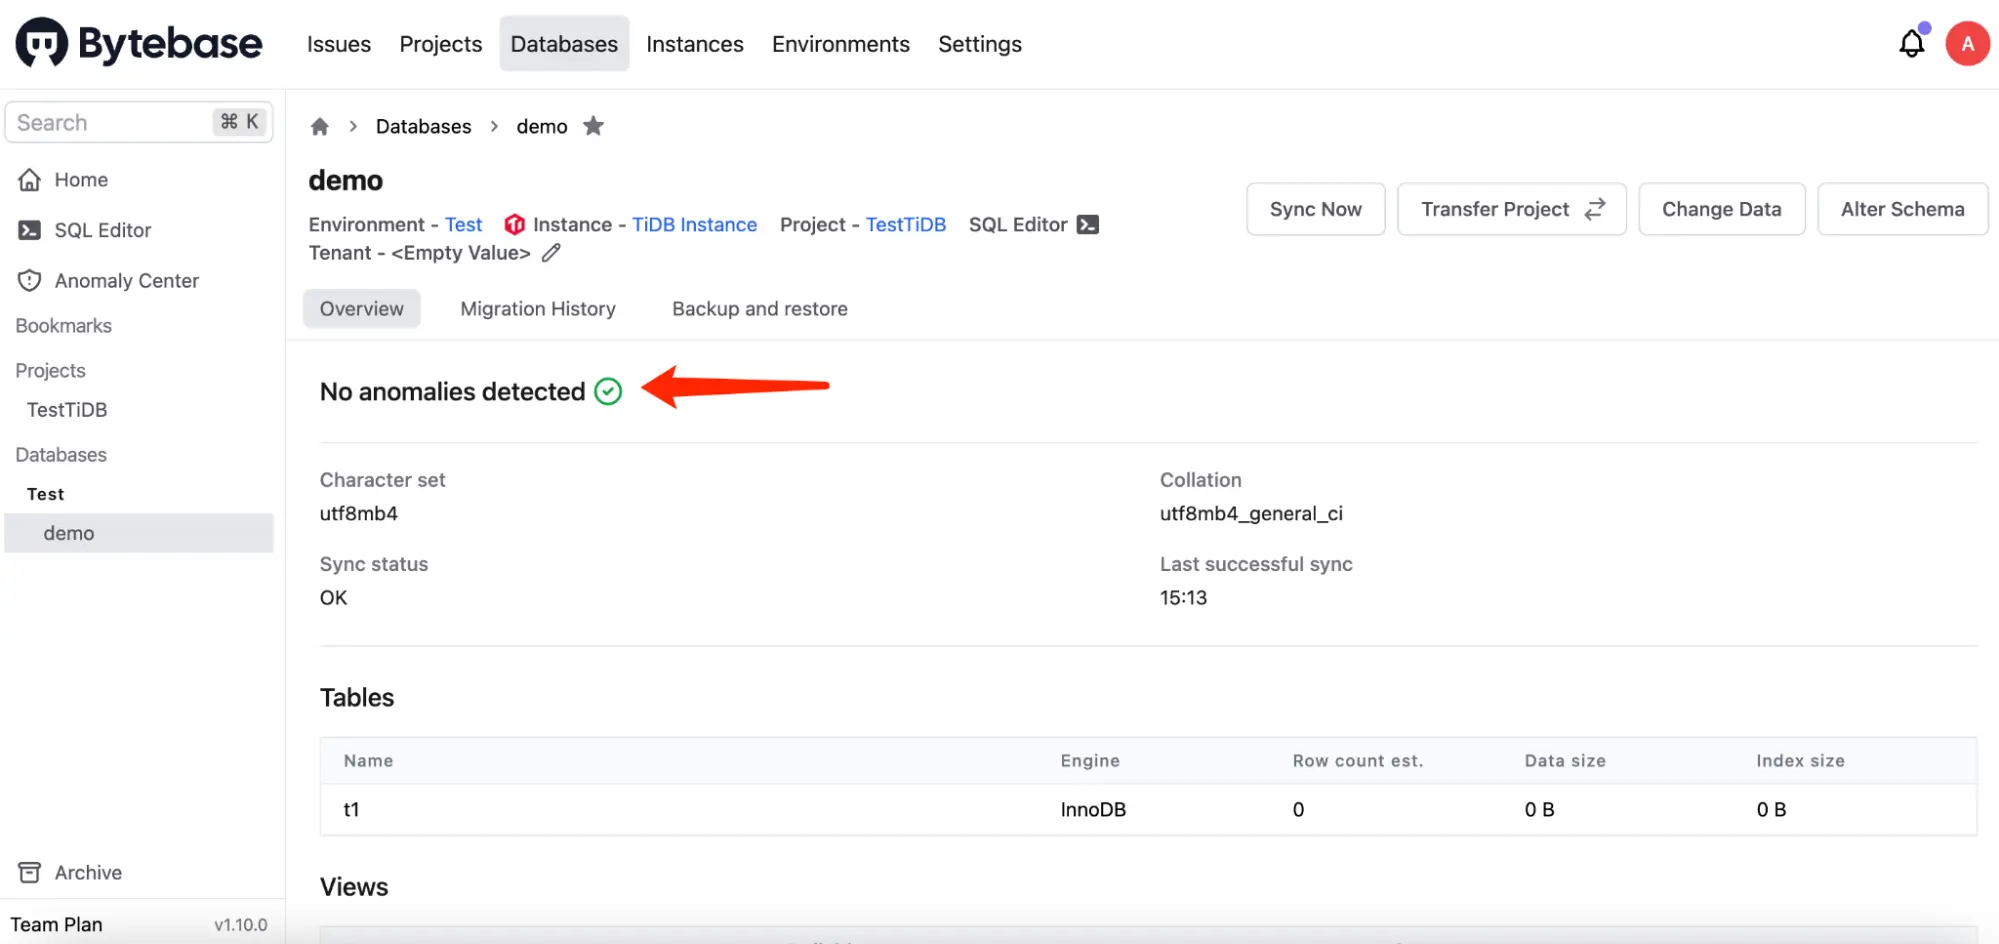 Bytebase
Issues Projects Databases Instances Environments Settings
A
Search ⌘ K
Home
SQL Editor
Anomaly Center
Bookmarks
Projects
TestTiDB
Databases
Test
demo
Archive
Team Plan v1.10.0
> Databases > demo
demo
Environment - Test Instance - TiDB Instance Project - TestTiDB SQL Editor
Tenant - <Empty Value>
Sync Now Transfer Project Change Data Alter Schema
Overview Migration History Backup and restore
No anomalies detected
Character set Collation
utf8mb4 utf8mb4_general_ci
Sync status Last successful sync
OK 15:13
Tables
Name Engine Row count est. Data size Index size
t1 InnoDB 0 0 B 0 B
Views